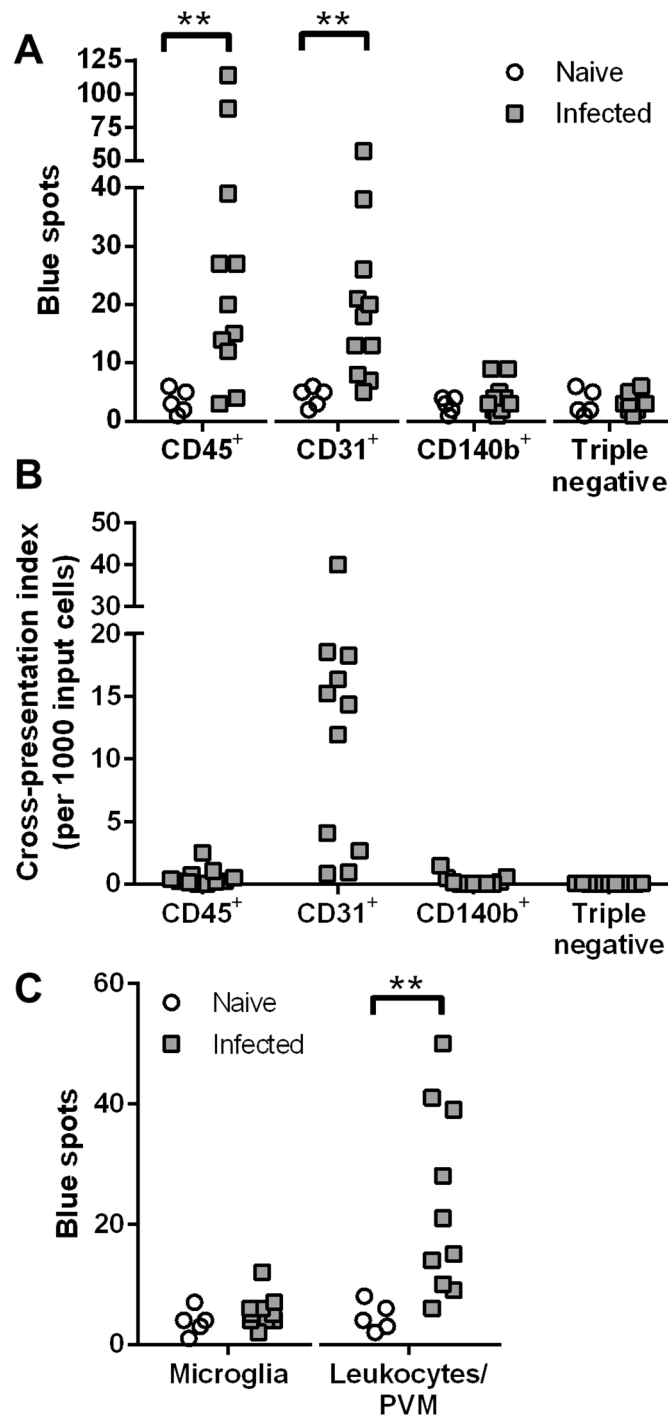 A
** **
Naive
Infected
125
100
75
50
40
20
0
Blue spots
CD45+ CD31+ CD140b+ Triple negative
B
50
40
30
20
15
10
5
0
Cross-presentation index
(per 1000 input cells)
CD45+ CD31+ CD140b+ Triple negative
C
**
Naive
Infected
60
40
20
0
Blue spots
Microglia Leukocytes/
PVM